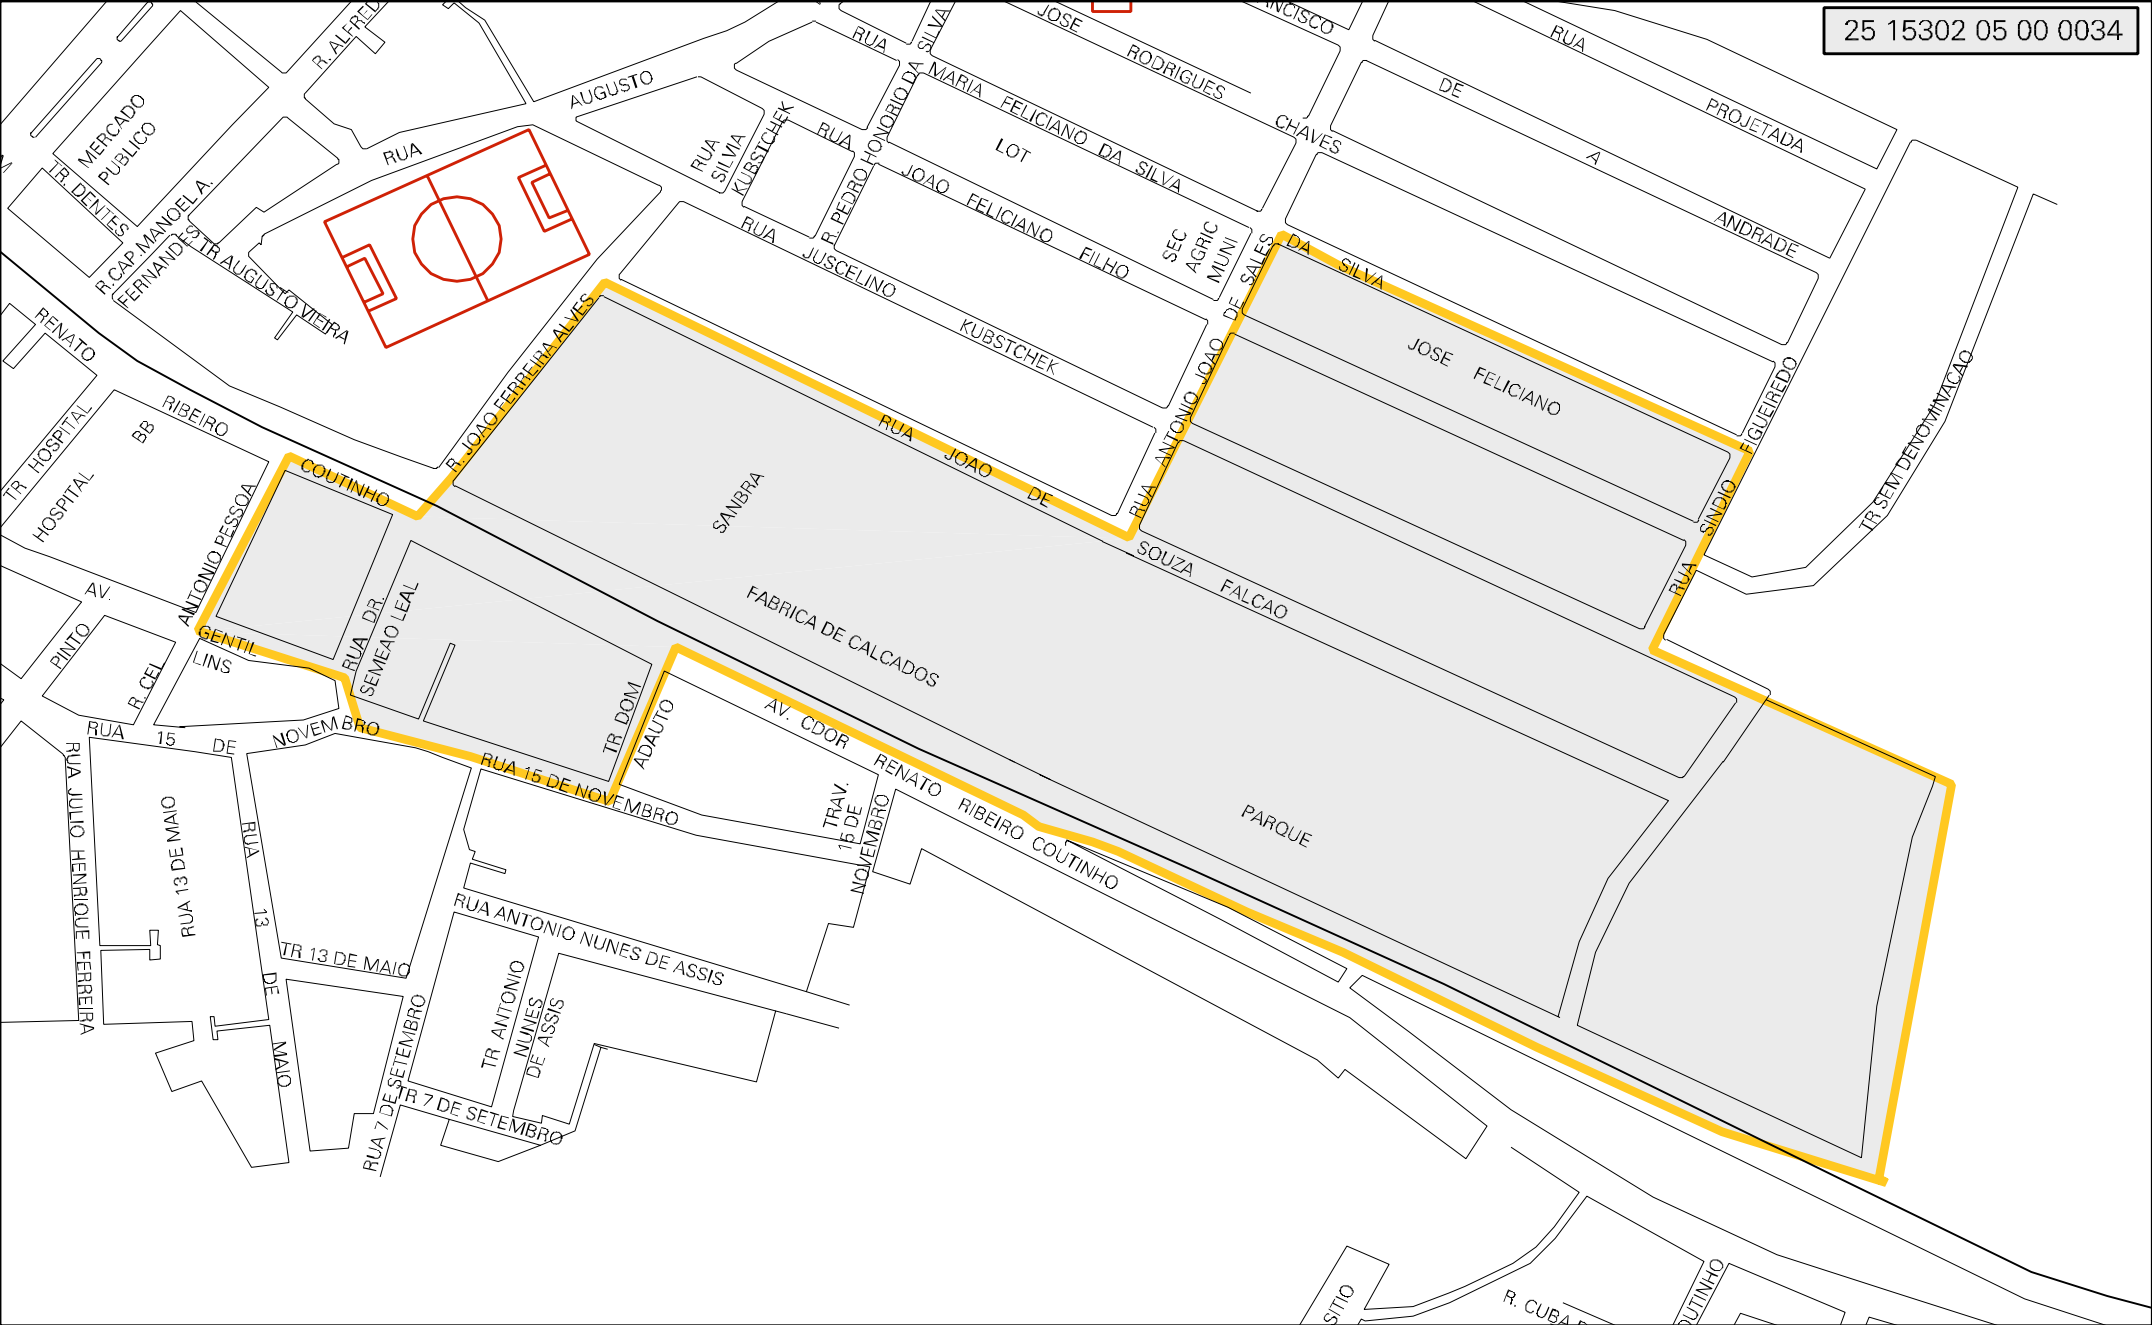 25 15302 05 00 0034
R. ALFRED
SILVA
JOSE
RODRIGUES
RUA
PROJETADA
AUGUSTO
RUA
MARIA FELICIANO DA SILVA
DE A ANDRADE
MERCADO
PUBLICO
RUA
SILVIA
KUBSTCHEK
RUA
LOT
CHAVES
DA SILVA
RUA
TR. DENTES
R. PEDRO HONORIO DA
JOAO FELICIANO FILHO
R. CAP. MANOEL A.
FERNANDES
TR AUGUSTO VIEIRA
RUA JUSCELINO KUBSTCHEK
SEC
AGRIC
MUNI
RENATO
RIBEIRO
COUTINHO
R. JOAO FERREIRA ALVES
RUA ANTONIO JOAO DE SALES
JOSE FELICIANO
RUA SINDIO FIGUEIREDO
TR SEM DENOMINACAO
TR HOSPITAL
BB
HOSPITAL
RUA JOAO DE SOUZA FALCAO
SANBRA
ANTONIO PESSOA
AV.
GENTIL
LINS
PINTO
R. CEL
RUA DR.
SEMEAO LEAL
FABRICA DE CALCADOS
TR DOM
ADAUTO
AV. CDOR RENATO RIBEIRO COUTINHO
RUA 15 DE NOVEM BRO
RUA 15 DE NOVEMBRO
TRAV.
15 DE
NOVEMBRO
PARQUE
RUA JULIO HENRIQUE FERREIRA
RUA 13 DE MAIO
RUA 13 DE MAIO
RUA ANTONIO NUNES DE ASSIS
TR 13 DE MAIO
TR ANTONIO
NUNES
DE ASSIS
RUA 7 DE SETEMBRO
TR 7 DE SETEMBRO
SITIO
R. CUBA
OUTINHO